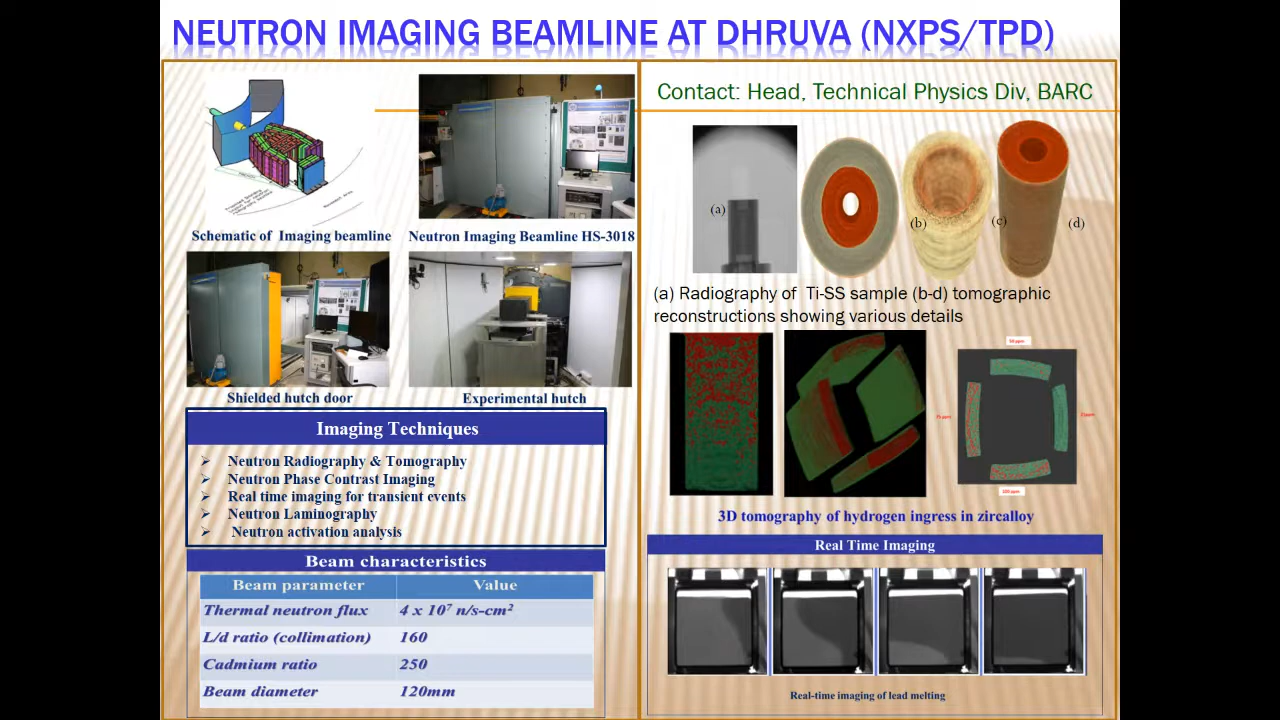 NEUTRON IMAGING BEAMLINE AT DHRUVA (NXPS/TPD)
Schematic of Imaging beamline
Neutron Imaging Beamline HS-3018
Shielded hutch door
Experimental hutch
Imaging Techniques
➢ Neutron Radiography & Tomography
➢ Neutron Phase Contrast Imaging
➢ Real time imaging for transient events
➢ Neutron Laminography
➢ Neutron activation analysis
Beam characteristics
Beam parameter Value
Thermal neutron flux 4 x 10⁷ n/s-cm²
L/d ratio (collimation) 160
Cadmium ratio 250
Beam diameter 120mm
Contact: Head, Technical Physics Div, BARC
(a) (b) (c) (d)
(a) Radiography of Ti-SS sample (b-d) tomographic
reconstructions showing various details
3D tomography of hydrogen ingress in zircalloy
Real Time Imaging
Real-time imaging of lead melting